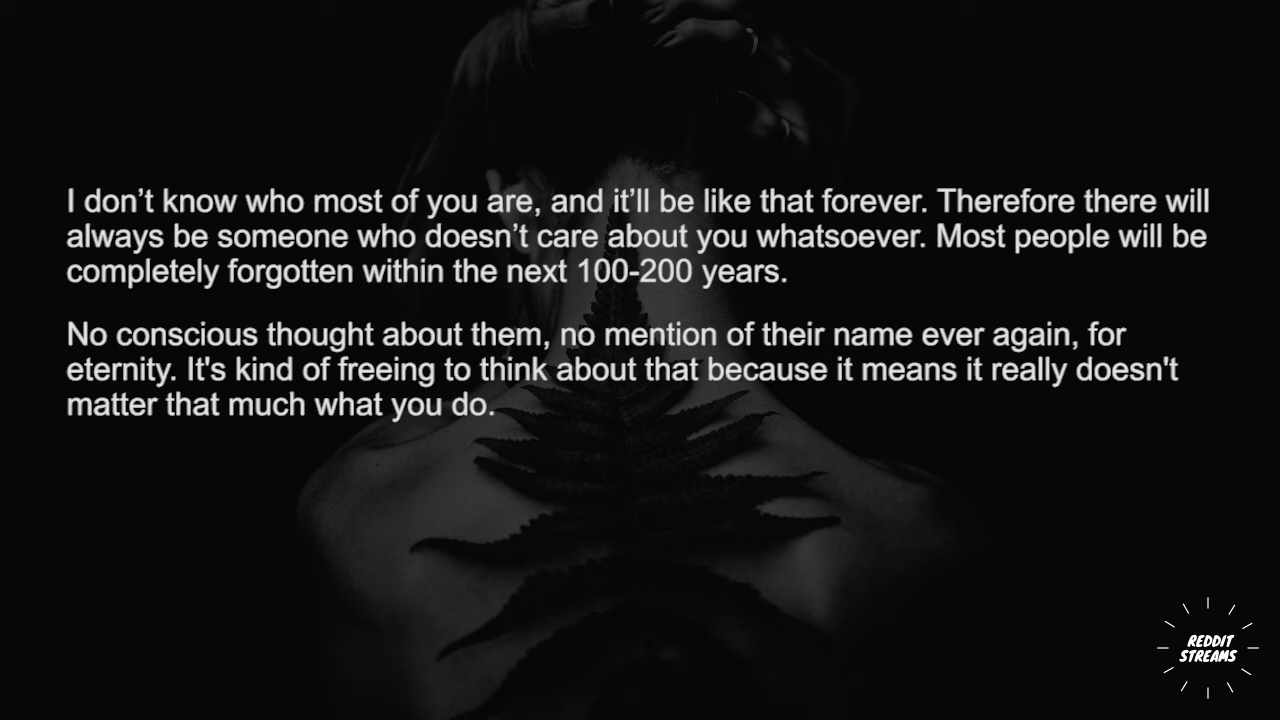 I don’t know who most of you are, and it’ll be like that forever. Therefore there will
always be someone who doesn’t care about you whatsoever. Most people will be
completely forgotten within the next 100-200 years.
No conscious thought about them, no mention of their name ever again, for
eternity. It's kind of freeing to think about that because it means it really doesn't
matter that much what you do.
REDDIT
STREAMS